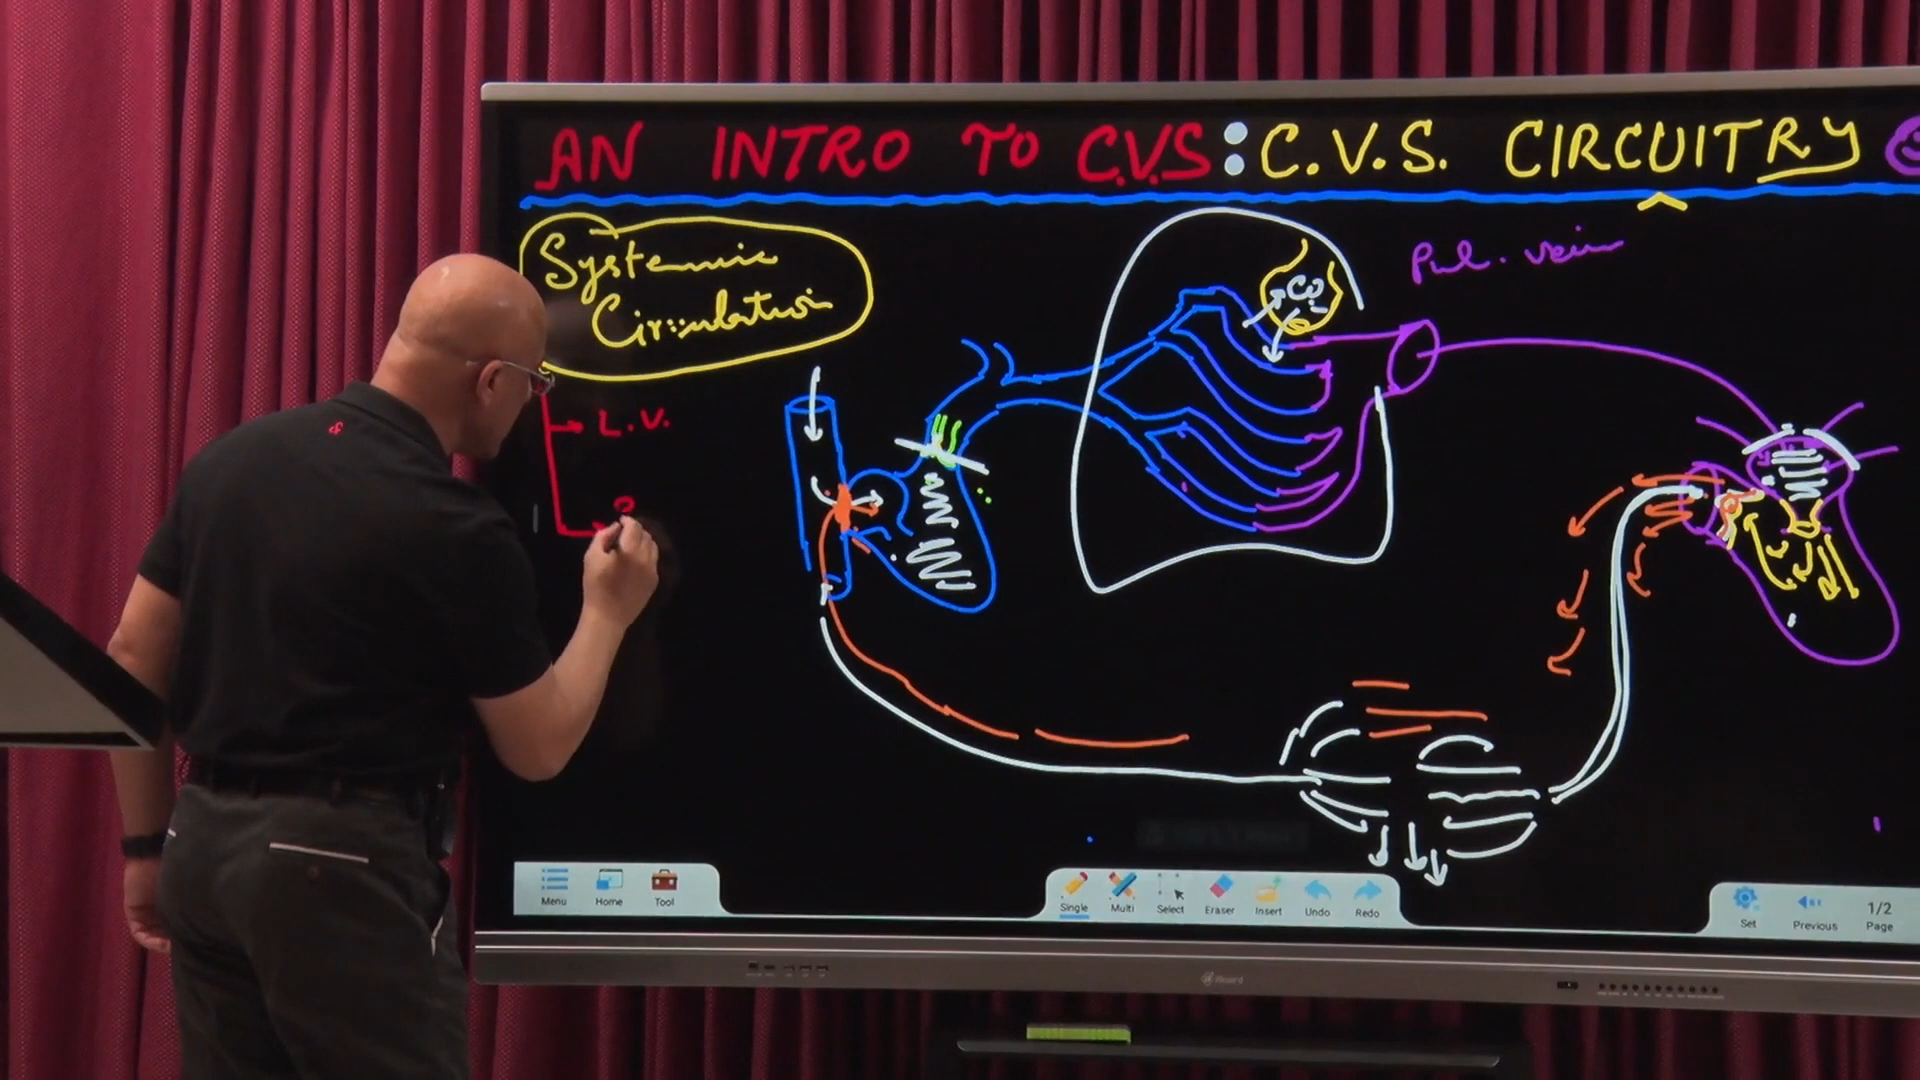 AN INTRO TO C.V.S : C.V.S. CIRCUITRY
Systemic
Circulation
Pul. vein
CO2
L.V.
Menu
Home
Tool
Single
Multi
Select
Eraser
Insert
Undo
Redo
Set
Previous
1/2
Page